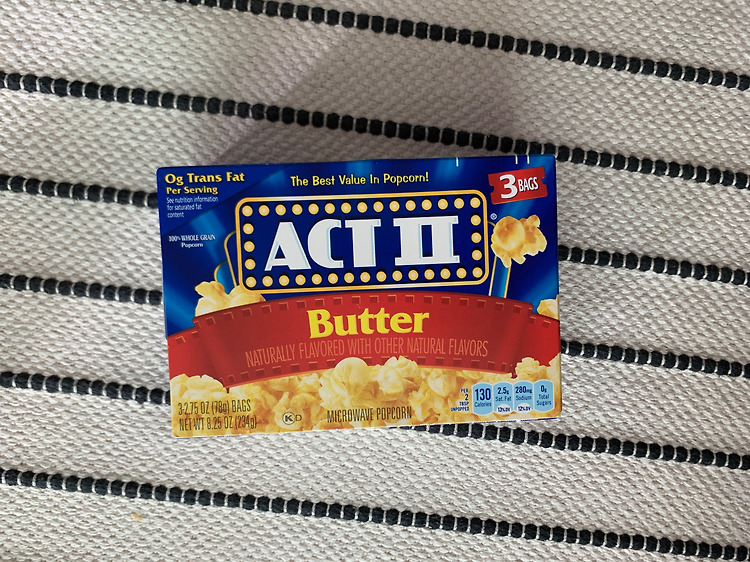 0g Trans Fat
Per Serving
See nutrition information
for saturated fat
content
100% WHOLE GRAIN
Popcorn
The Best Value In Popcorn!
3 BAGS
ACT II
®
Butter
NATURALLY FLAVORED WITH OTHER NATURAL FLAVORS
3-2.75 OZ (78g) BAGS
NET WT 8.25 OZ (234g)
K D
MICROWAVE POPCORN
PER
2
TBSP
UNPOPPED
130
Calories
2.5g
Sat. Fat
13% DV
280mg
Sodium
12% DV
0g
Total
Sugars